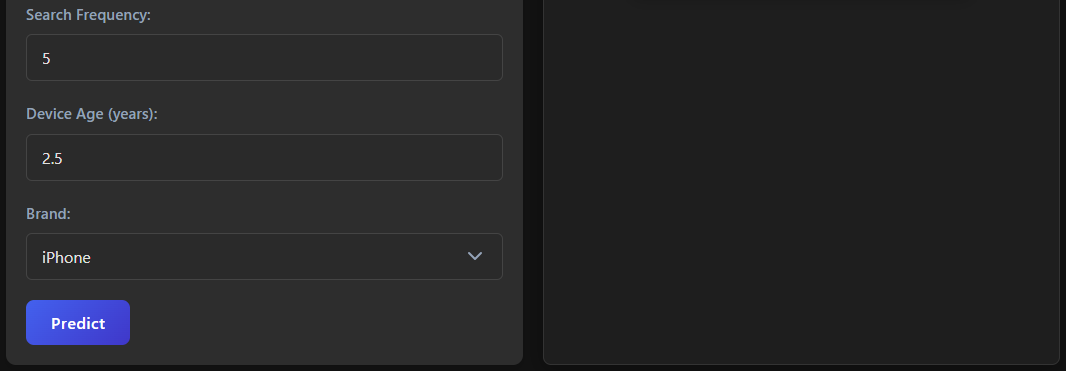 Search Frequency:
5
Device Age (years):
2.5
Brand:
iPhone
Predict